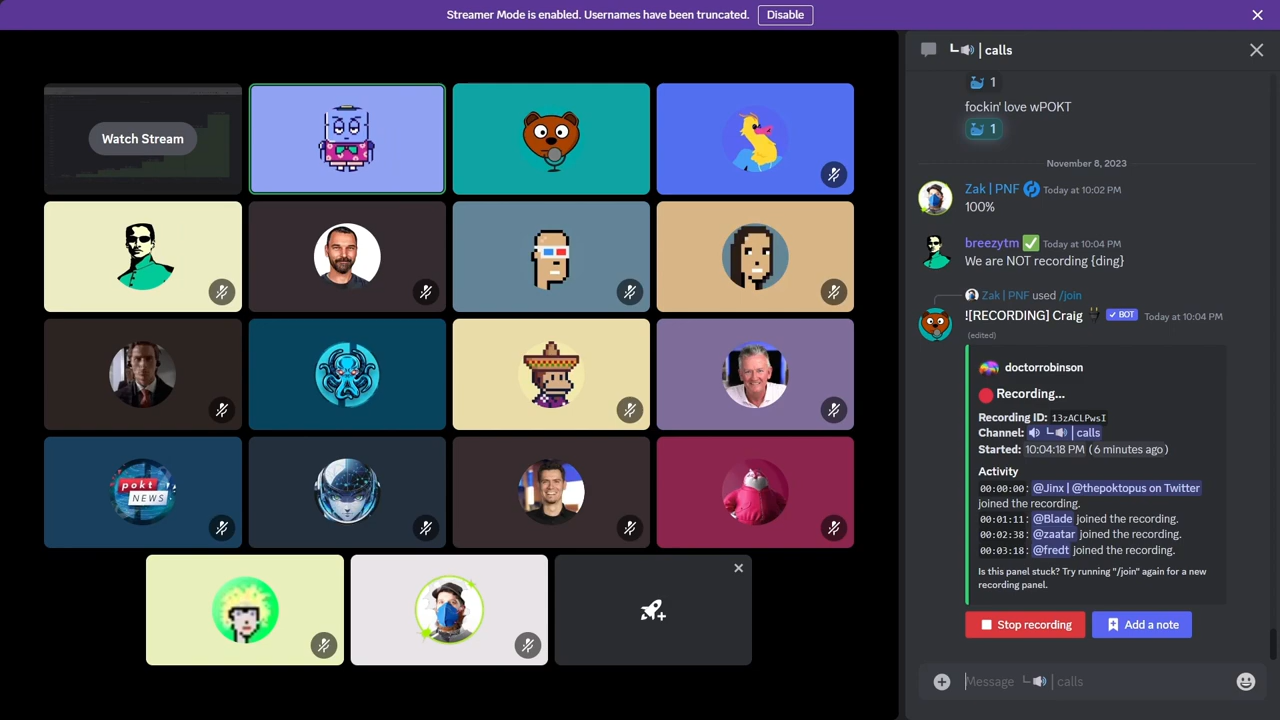 Streamer Mode is enabled. Usernames have been truncated. Disable
Watch Stream
pokt
NEWS
calls
1
fockin' love wPOKT
1
November 8, 2023
Zak | PNF Today at 10:02 PM
100%
breezytm ✅ Today at 10:04 PM
We are NOT recording {ding}
Zak | PNF used /join
![RECORDING] Craig ✓ BOT Today at 10:04 PM
(edited)
doctorrobinson
Recording...
Recording ID: 13zACLPwsI
Channel: calls
Started: 10:04:18 PM (6 minutes ago)
Activity
00:00:00: @Jinx | @thepoktopus on Twitter
joined the recording.
00:01:11: @Blade joined the recording.
00:02:38: @zaatar joined the recording.
00:03:18: @fredt joined the recording.
Is this panel stuck? Try running "/join" again for a new
recording panel.
Stop recording Add a note
Message calls